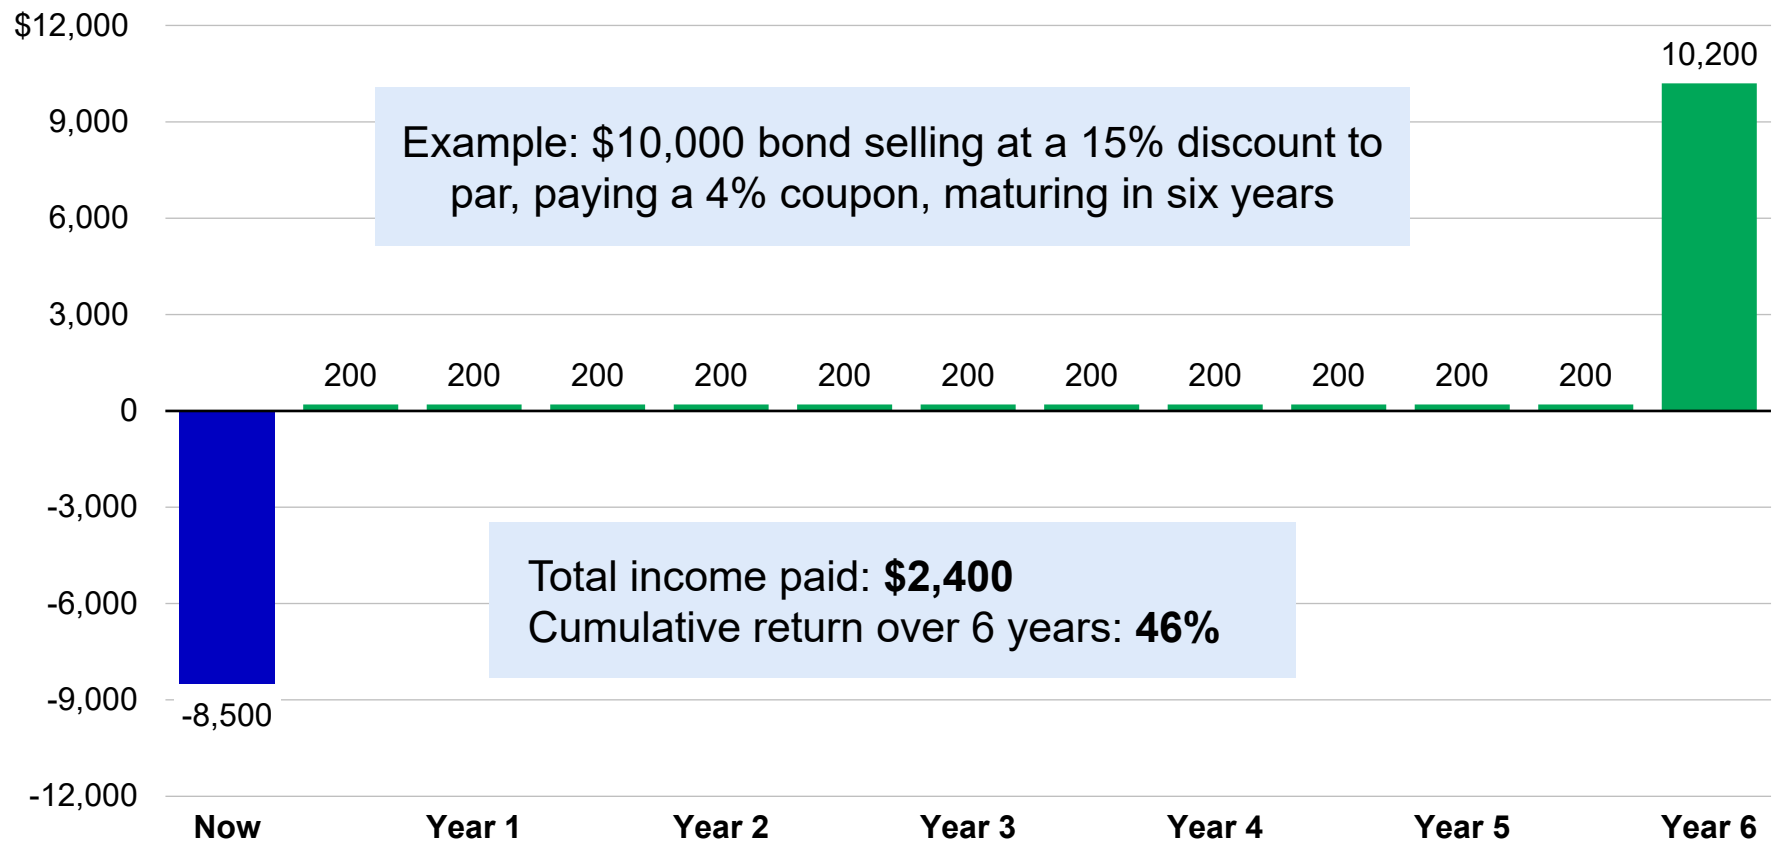 $12,000
10,200
9,000
Example: $10,000 bond selling at a 15% discount to
par, paying a 4% coupon, maturing in six years
6,000
3,000
200 200 200 200 200 200 200 200 200 200 200
0
-3,000
Total income paid: $2,400
-6,000
Cumulative return over 6 years: 46%
-9,000
-8,500
-12,000
Now Year 1 Year 2 Year 3 Year 4 Year 5 Year 6